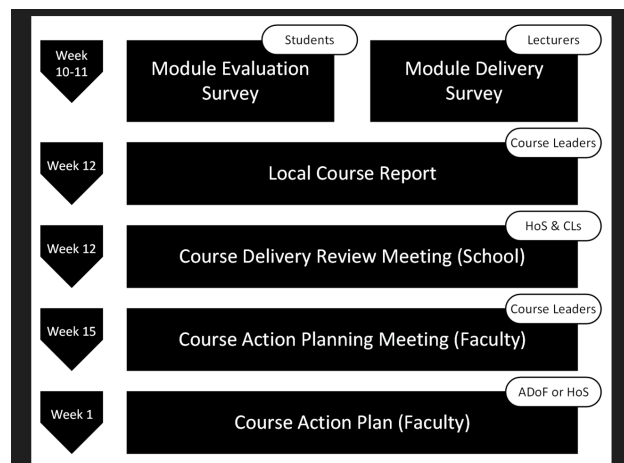 Week
10-11
Students
Module Evaluation
Survey
Lecturers
Module Delivery
Survey
Week 12
Course Leaders
Local Course Report
Week 12
HoS & CLs
Course Delivery Review Meeting (School)
Week 15
Course Leaders
Course Action Planning Meeting (Faculty)
Week 1
ADoF or HoS
Course Action Plan (Faculty)